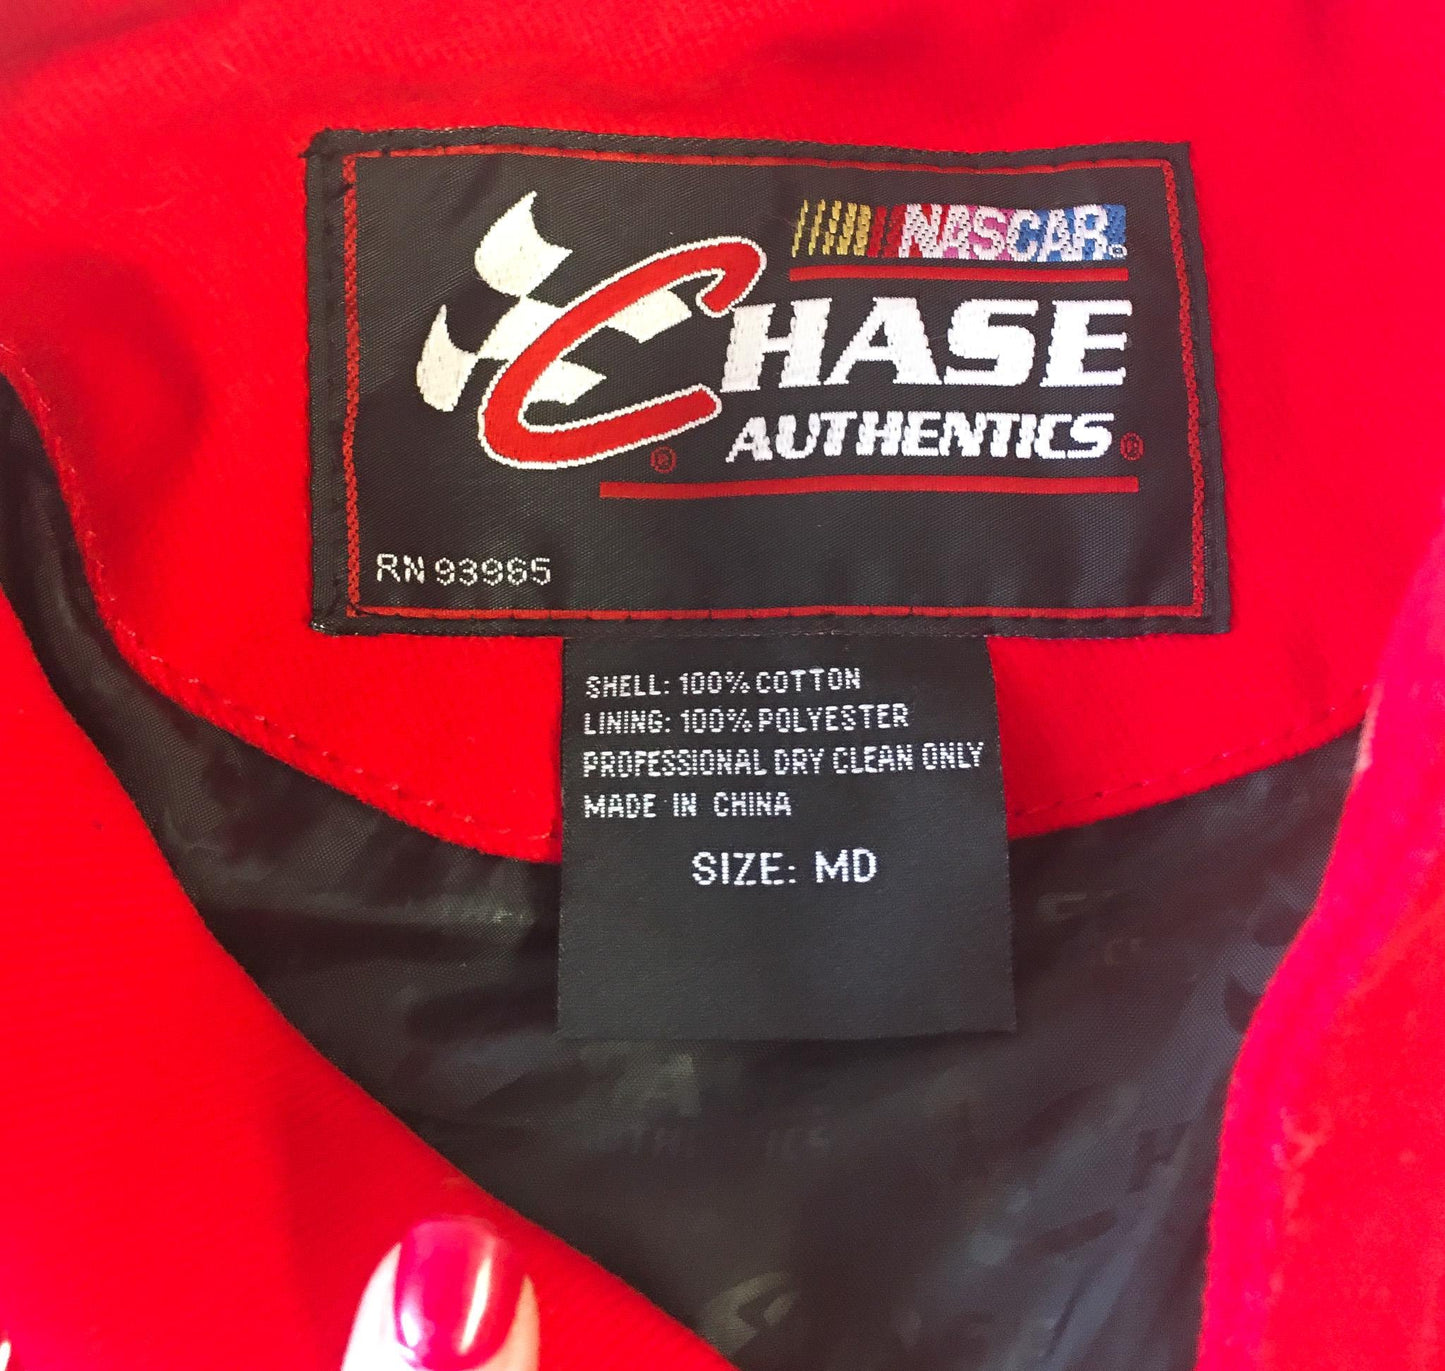 NASCAR®
CHASE
AUTHENTICS®
®
RN 93965
SHELL: 100% COTTON
LINING: 100% POLYESTER
PROFESSIONAL DRY CLEAN ONLY
MADE IN CHINA
SIZE: MD